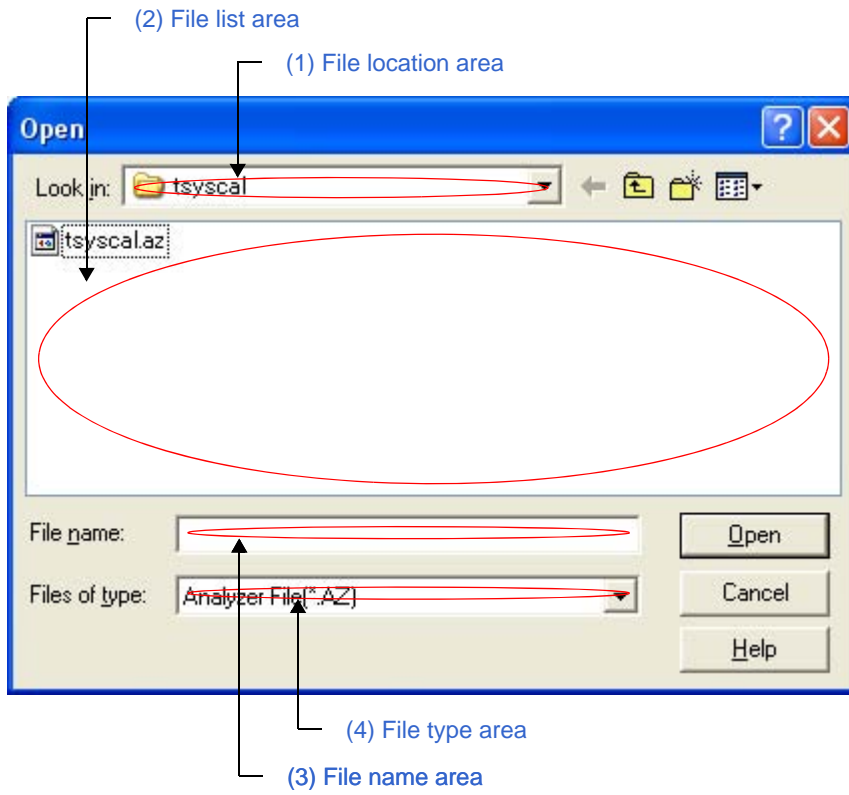 (2) File list area
(1) File location area
Open
Look in: tsyscal
tsyscal.az
File name:
Open
Files of type: Analyzer File(*.AZ)
Cancel
Help
(4) File type area
(3) File name area